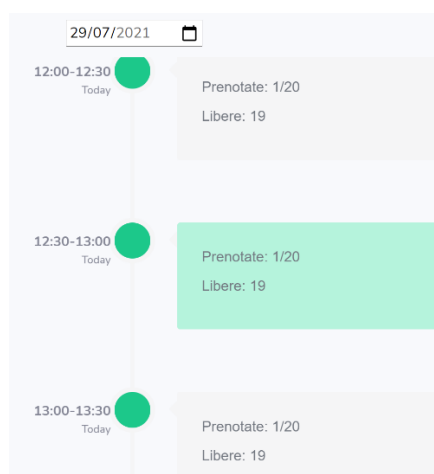 29/07/2021
12:00-12:30
Today
Prenotate: 1/20
Libere: 19
12:30-13:00
Today
Prenotate: 1/20
Libere: 19
13:00-13:30
Today
Prenotate: 1/20
Libere: 19